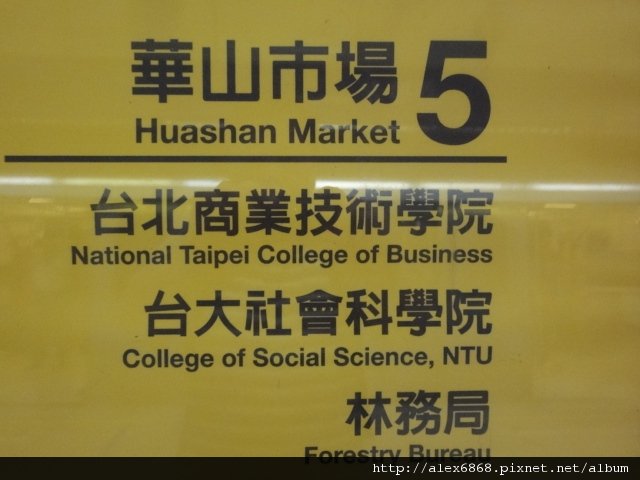 華山市場 5
Huashan Market
台北商業技術學院
National Taipei College of Business
台大社會科學院
College of Social Science, NTU
林務局
Forestry Bureau
http://alex6868.pixnet.net/album